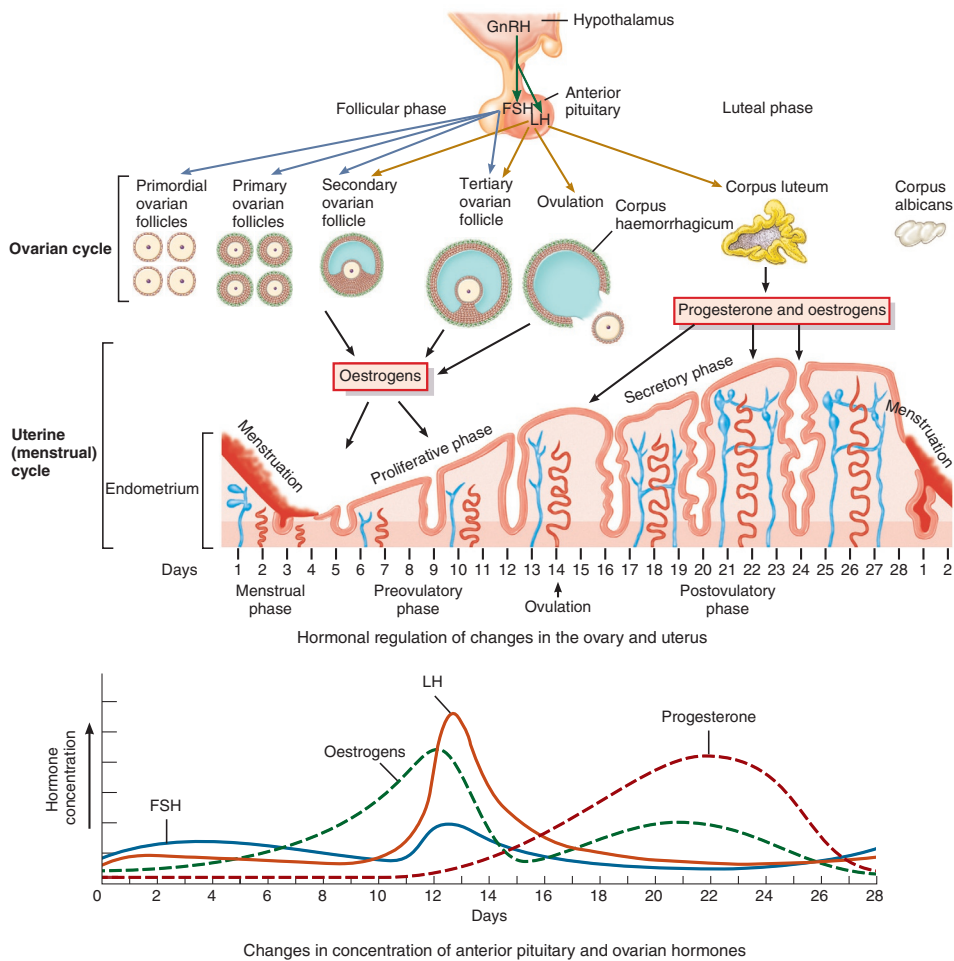 GnRH
Hypothalamus
Anterior
pituitary
Follicular phase
FSH
LH
Luteal phase
Primordial
ovarian
follicles
Primary
ovarian
follicles
Secondary
ovarian
follicle
Tertiary
ovarian
follicle
Ovulation
Corpus
haemorrhagicum
Corpus luteum
Corpus
albicans
Ovarian cycle
Progesterone and oestrogens
Oestrogens
Uterine
(menstrual)
cycle
Endometrium
Menstruation
Proliferative phase
Secretory phase
Menstruation
Days
1 2 3 4 5 6 7 8 9 10 11 12 13 14 15 16 17 18 19 20 21 22 23 24 25 26 27 28 1 2
Menstrual
phase
Preovulatory
phase
Ovulation
Postovulatory
phase
Hormonal regulation of changes in the ovary and uterus
LH
Progesterone
Oestrogens
FSH
Hormone
concentration
0 2 4 6 8 10 12 14 16 18 20 22 24 26 28
Days
Changes in concentration of anterior pituitary and ovarian hormones